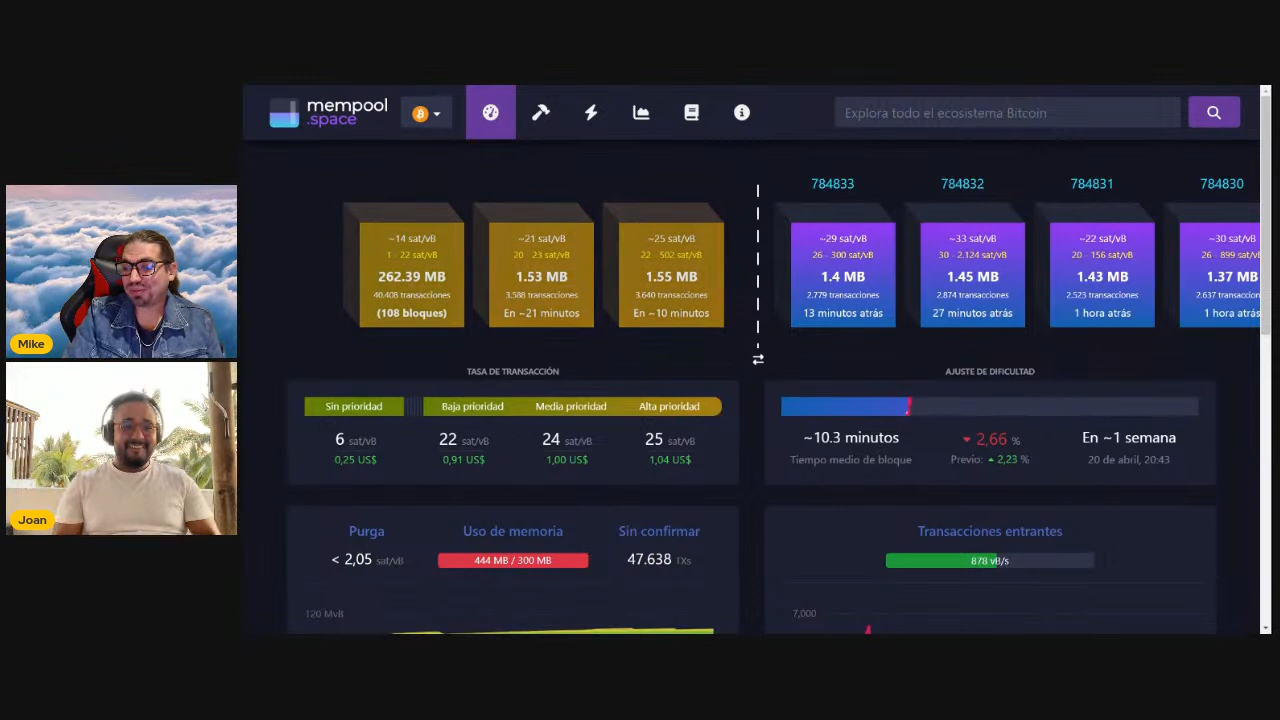 mempool
.space
Explora todo el ecosistema Bitcoin
784833
784832
784831
784830
~14 sat/vB
1 - 22 sat/vB
262.39 MB
40.408 transacciones
(108 bloques)
~21 sat/vB
20 - 23 sat/vB
1.53 MB
3.588 transacciones
En ~21 minutos
~25 sat/vB
22 - 502 sat/vB
1.55 MB
3.640 transacciones
En ~10 minutos
~29 sat/vB
26 - 300 sat/vB
1.4 MB
2.779 transacciones
13 minutos atrás
~33 sat/vB
30 - 2.124 sat/vB
1.45 MB
2.874 transacciones
27 minutos atrás
~22 sat/vB
20 - 156 sat/vB
1.43 MB
2.523 transacciones
1 hora atrás
~30 sat/vB
26 - 899 sat/vB
1.37 MB
2.637 transacciones
1 hora atrás
TASA DE TRANSACCIÓN
Sin prioridad Baja prioridad Media prioridad Alta prioridad
6 sat/vB 22 sat/vB 24 sat/vB 25 sat/vB
0,25 US$ 0,91 US$ 1,00 US$ 1,04 US$
AJUSTE DE DIFICULTAD
~10.3 minutos 2,66 % En ~1 semana
Tiempo medio de bloque Previo: 2,23 % 20 de abril, 20:43
Purga Uso de memoria Sin confirmar
< 2,05 sat/vB 444 MB / 300 MB 47.638 TXs
120 MvB
Transacciones entrantes
878 vB/s
7,000
Mike
Joan